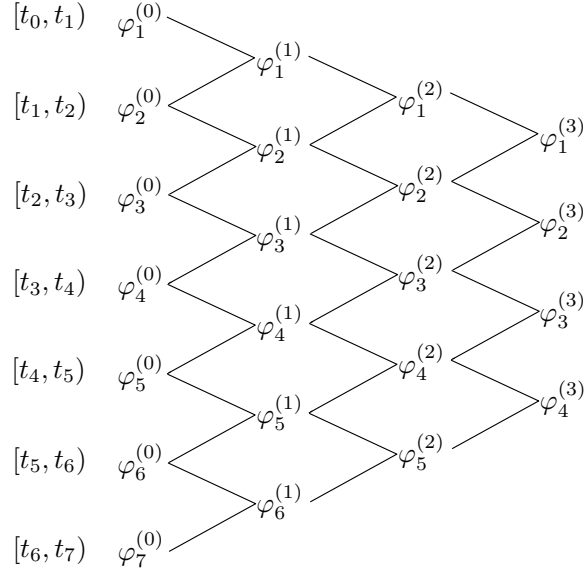 [t_0, t_1) φ_1^{(0)}
φ_1^{(1)}
[t_1, t_2) φ_2^{(0)} φ_1^{(2)}
φ_2^{(1)} φ_1^{(3)}
[t_2, t_3) φ_3^{(0)} φ_2^{(2)}
φ_3^{(1)} φ_2^{(3)}
[t_3, t_4) φ_4^{(0)} φ_3^{(2)}
φ_4^{(1)} φ_3^{(3)}
[t_4, t_5) φ_5^{(0)} φ_4^{(2)}
φ_5^{(1)} φ_4^{(3)}
[t_5, t_6) φ_6^{(0)} φ_5^{(2)}
φ_6^{(1)}
[t_6, t_7) φ_7^{(0)}